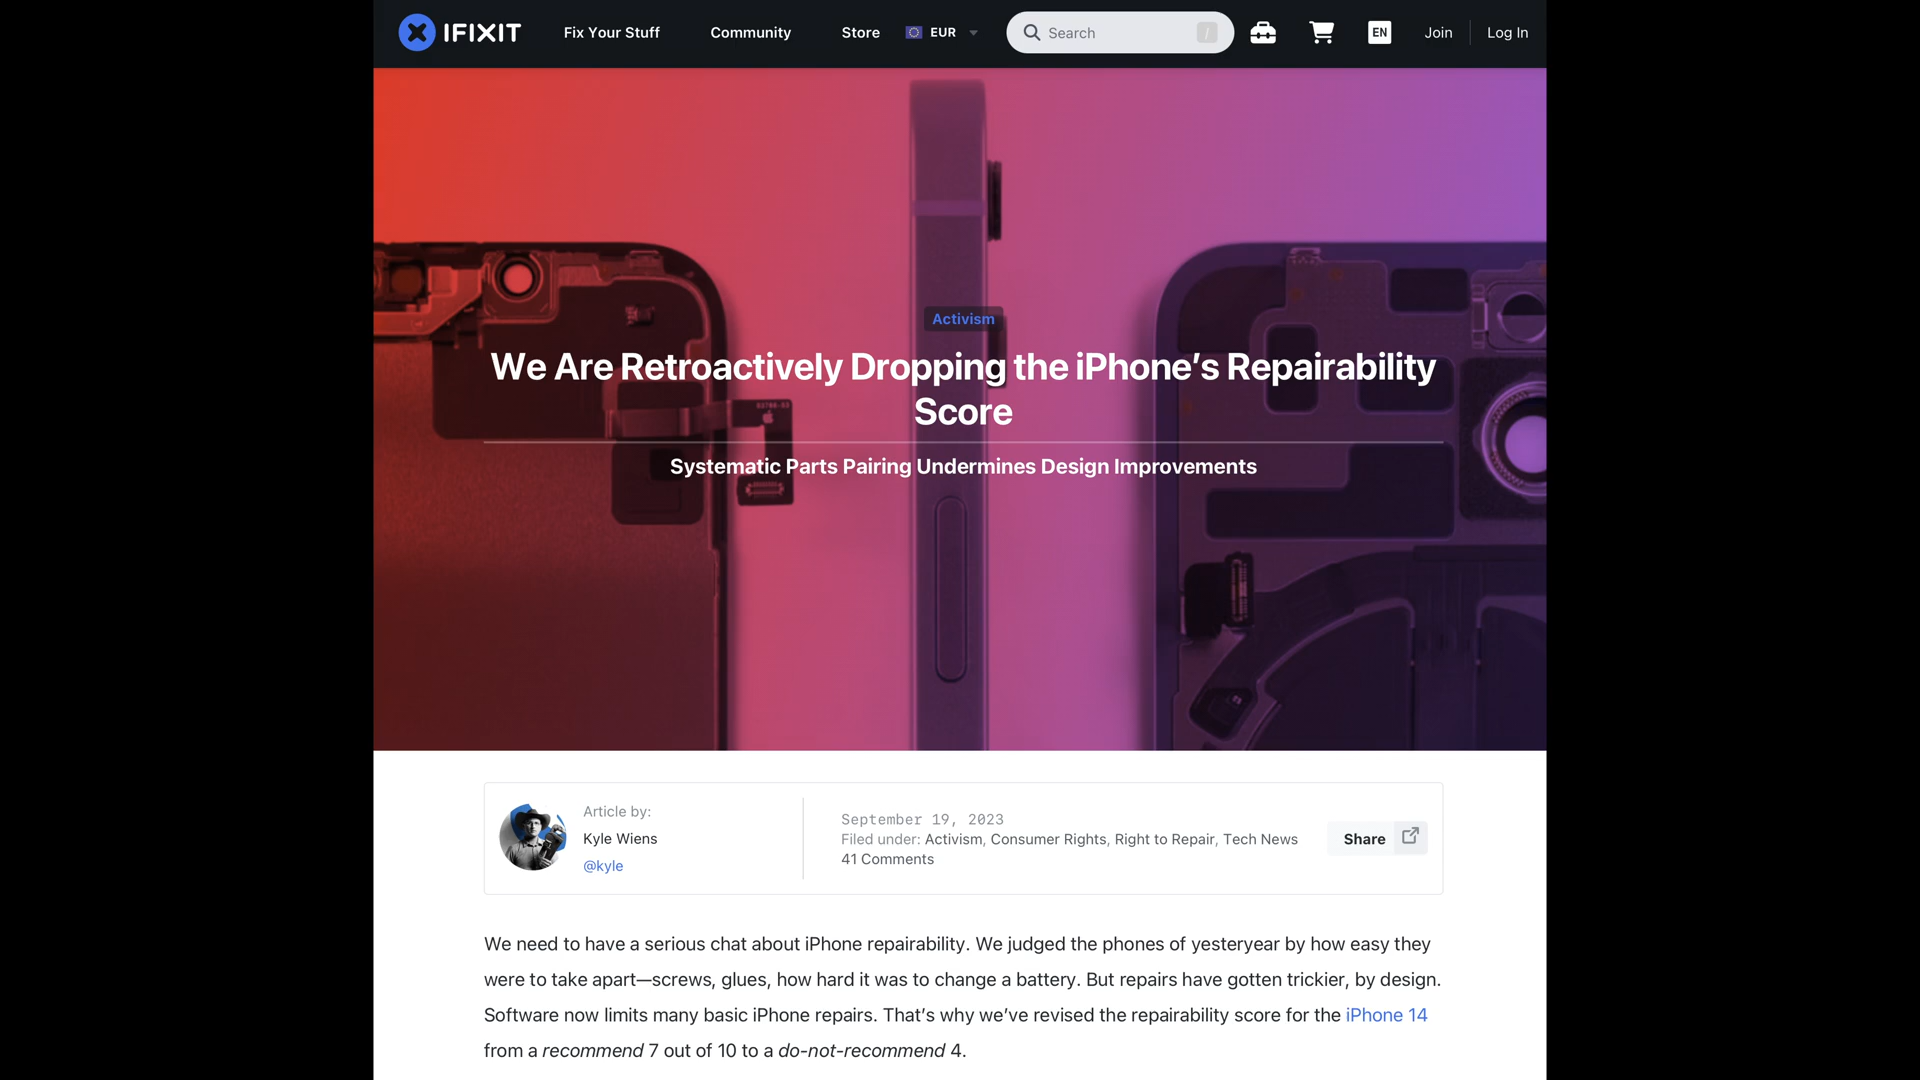 IFIXIT
Fix Your Stuff
Community
Store
EUR
Search
/
EN
Join
Log In
Activism
We Are Retroactively Dropping the iPhone’s Repairability
Score
Systematic Parts Pairing Undermines Design Improvements
Article by:
Kyle Wiens
@kyle
September 19, 2023
Filed under: Activism, Consumer Rights, Right to Repair, Tech News
41 Comments
Share
We need to have a serious chat about iPhone repairability. We judged the phones of yesteryear by how easy they
were to take apart—screws, glues, how hard it was to change a battery. But repairs have gotten trickier, by design.
Software now limits many basic iPhone repairs. That’s why we’ve revised the repairability score for the iPhone 14
from a recommend 7 out of 10 to a do-not-recommend 4.